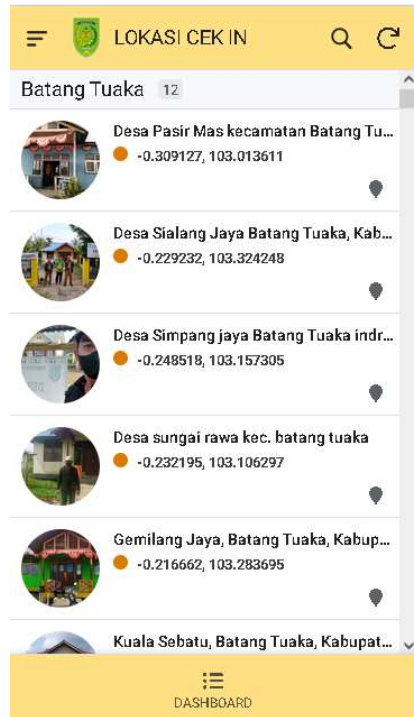 LOKASI CEK IN
Batang Tuaka 12
Desa Pasir Mas kecamatan Batang Tu...
-0.309127, 103.013611
Desa Sialang Jaya Batang Tuaka, Kab...
-0.229232, 103.324248
Desa Simpang jaya Batang Tuaka indr...
-0.248518, 103.157305
Desa sungai rawa kec. batang tuaka
-0.232195, 103.106297
Gemilang Jaya, Batang Tuaka, Kabup...
-0.216662, 103.283695
Kuala Sebatu, Batang Tuaka, Kabupat...
DASHBOARD